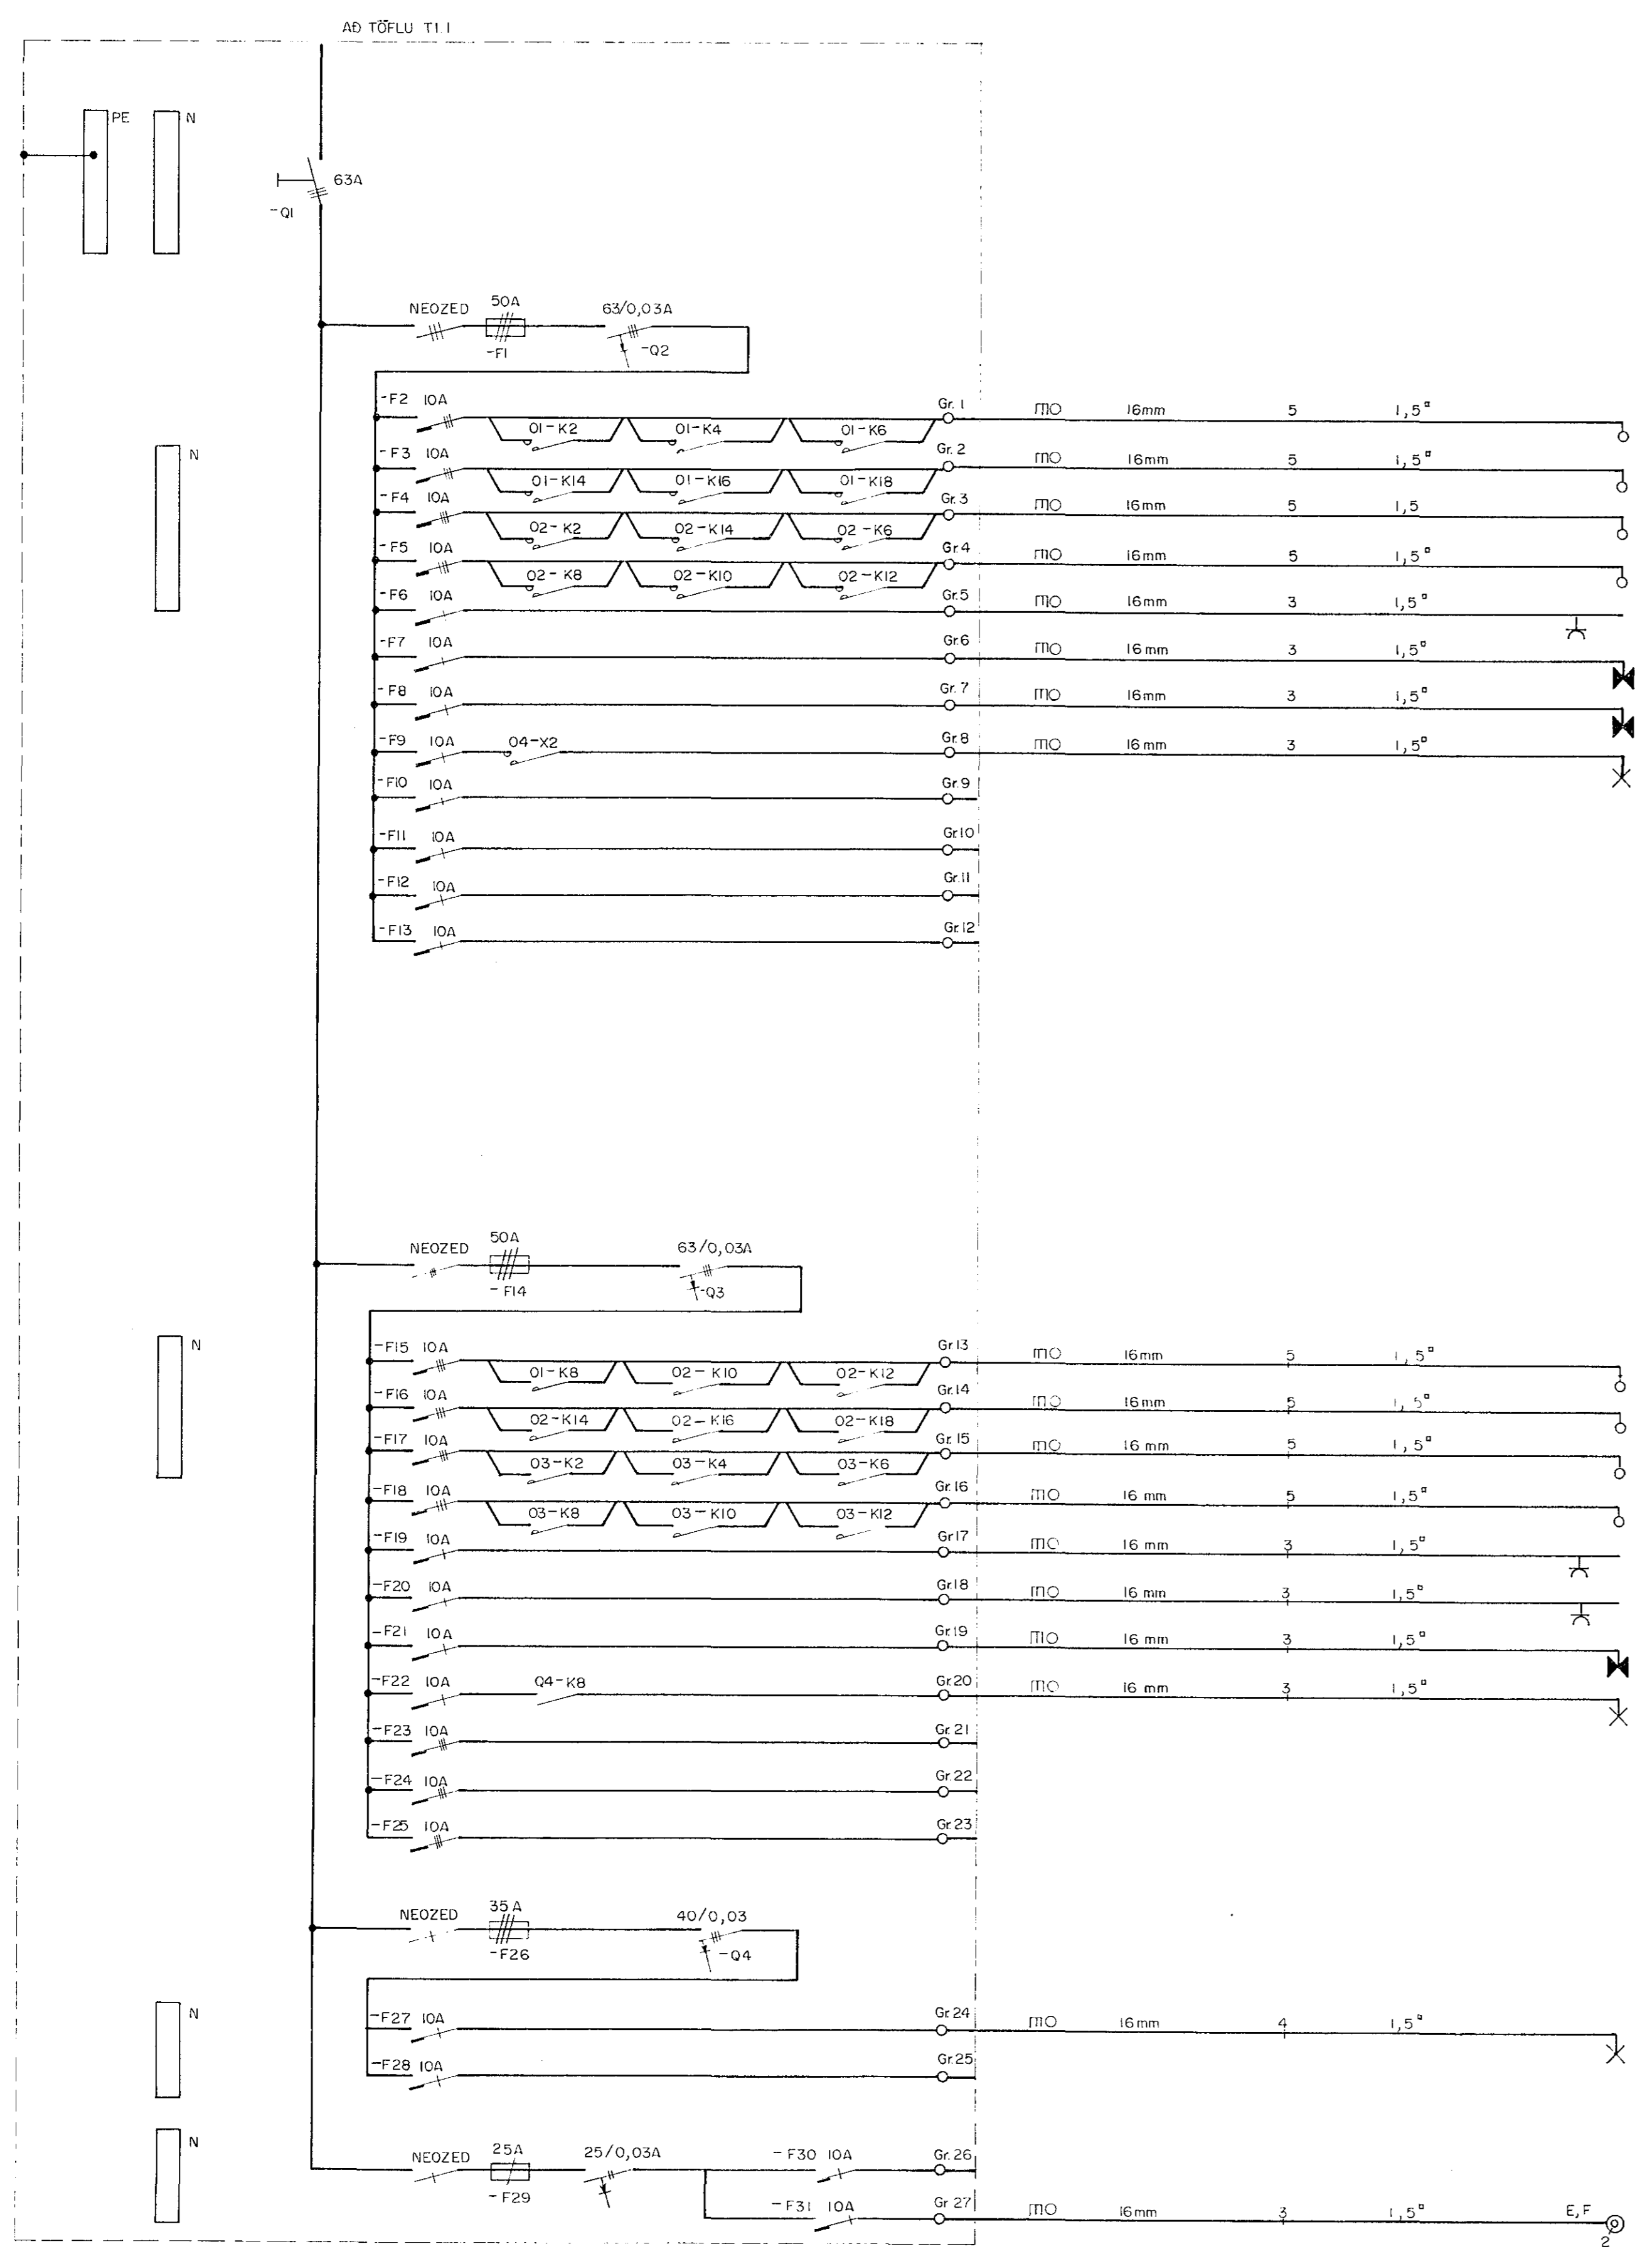 AÐ TÖFLU T1.1
PE N
63A
-Q1
NEOZED 50A 63/0,03A
-F1 -Q2
-F2 10A Gr. 1 mO 16mm 5 1,5□
01-K2 01-K4 01-K6
-F3 10A Gr. 2 mO 16mm 5 1,5□
N
01-K14 01-K16 01-K18
-F4 10A Gr.3 mO 16mm 5 1,5
02-K2 02-K14 02-K6
-F5 10A Gr.4 mO 16mm 5 1,5□
02-K8 02-K10 02-K12
-F6 10A Gr.5 mO 16mm 3 1,5□
-F7 10A Gr.6 mO 16mm 3 1,5□
-F8 10A Gr.7 mO 16mm 3 1,5□
-F9 10A 04-X2 Gr.8 mO 16mm 3 1,5□
-F10 10A Gr.9
-F11 10A Gr10
-F12 10A Gr.11
-F13 10A Gr.12
NEOZED 50A 63/0,03A
-F14 -Q3
N
-F15 10A Gr.13 mO 16mm 5 1,5□
01-K8 02-K10 02-K12
-F16 10A Gr.14 mO 16mm 5 1,5□
02-K14 02-K16 02-K18
-F17 10A Gr.15 mO 16mm 5 1,5□
03-K2 03-K4 03-K6
-F18 10A Gr.16 mO 16mm 5 1,5□
03-K8 03-K10 03-K12
-F19 10A Gr17 mO 16mm 3 1,5□
-F20 10A Gr.18 mO 16mm 3 1,5□
-F21 10A Gr.19 mO 16mm 3 1,5□
-F22 10A Q4-K8 Gr.20 mO 16mm 3 1,5□
-F23 10A Gr. 21
-F24 10A Gr.22
-F25 10A Gr.23
NEOZED 35A 40/0,03
-F26 -Q4
N
-F27 10A Gr.24 mO 16mm 4 1,5□
-F28 10A Gr.25
N
NEOZED 25A 25/0,03A -F30 10A Gr.26
-F29
-F31 10A Gr 27 mO 16mm 3 1,5□ E,F
2